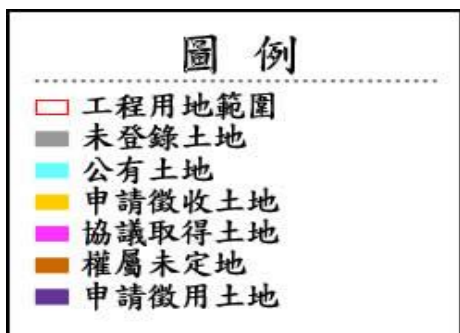 圖例
工程用地範圍
未登錄土地
公有土地
申請徵收土地
協議取得土地
權屬未定地
申請徵用土地